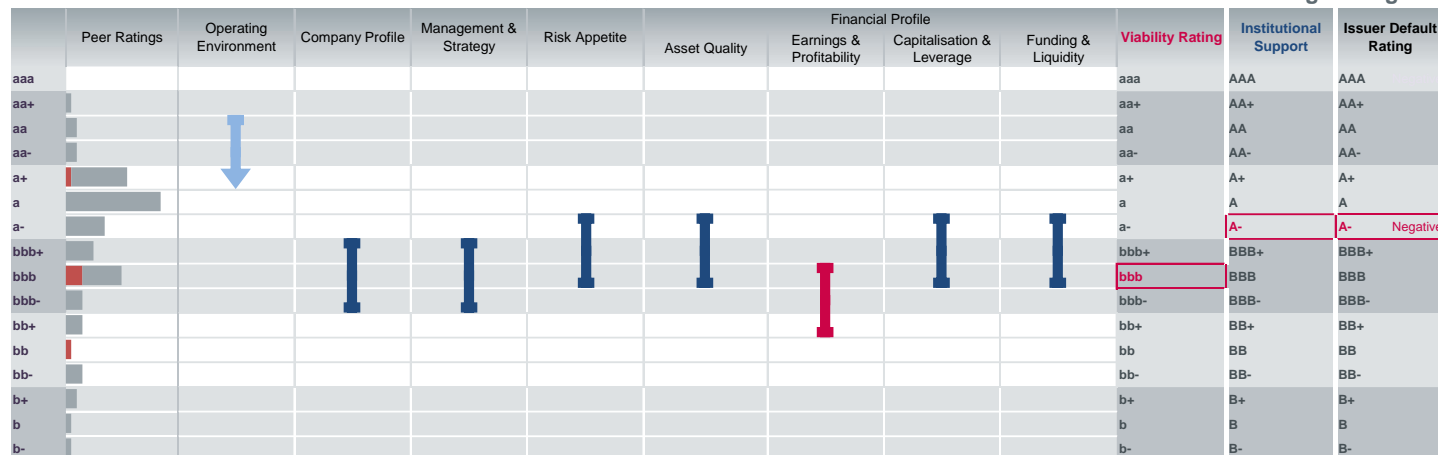 Peer Ratings Operating Environment Company Profile Management & Strategy Risk Appetite Financial Profile Asset Quality Earnings & Profitability Capitalisation & Leverage Funding & Liquidity Viability Rating Institutional Support Issuer Default Rating
aaa aaa AAA AAA
aa+ aa+ AA+ AA+
aa aa AA AA
aa- aa- AA- AA-
a+ a+ A+ A+
a a A A
a- a- A- A- Negative
bbb+ bbb+ BBB+ BBB+
bbb bbb BBB BBB
bbb- bbb- BBB- BBB-
bb+ bb+ BB+ BB+
bb bb BB BB
bb- bb- BB- BB-
b+ b+ B+ B+
b b B B
b- b- B- B-